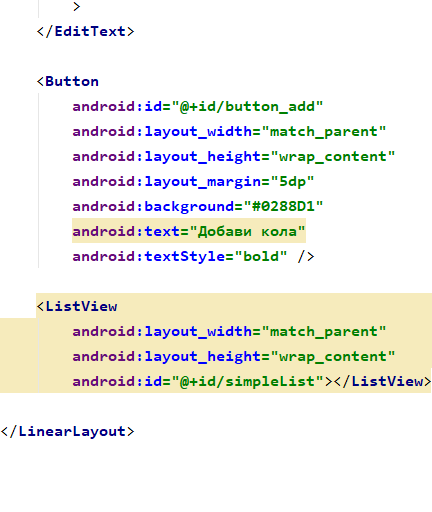 >
</EditText>
<Button
android:id="@+id/button_add"
android:layout_width="match_parent"
android:layout_height="wrap_content"
android:layout_margin="5dp"
android:background="#0288D1"
android:text="Добави кола"
android:textStyle="bold" />
<ListView
android:layout_width="match_parent"
android:layout_height="wrap_content"
android:id="@+id/simpleList"></ListView>
</LinearLayout>